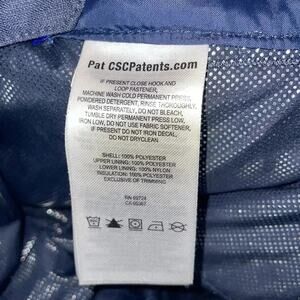 Pat CSCPatents.com
IF PRESENT CLOSE HOOK AND
LOOP FASTENER,
MACHINE WASH COLD PERMANENT PRESS,
POWDERED DETERGENT, RINSE THOROUGHLY,
WASH SEPARATELY, DO NOT BLEACH,
TUMBLE DRY PERMANENT PRESS LOW,
IRON LOW, DO NOT USE FABRIC SOFTENER,
IF PRESENT DO NOT IRON DECAL,
DO NOT DRYCLEAN
SHELL: 100% POLYESTER
UPPER LINING: 100% POLYESTER
LOWER LINING: 100% NYLON
INSULATION: 100% POLYESTER
EXCLUSIVE OF TRIMMING
RN
CA